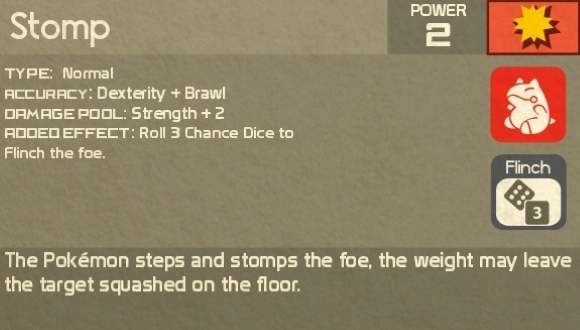 Stomp
POWER
2
TYPE: Normal
ACCURACY: Dexterity + Brawl
DAMAGE POOL: Strength + 2
ADDED EFFECT: Roll 3 Chance Dice to
Flinch the foe.
Flinch
3
The Pokémon steps and stomps the foe, the weight may leave
the target squashed on the floor.